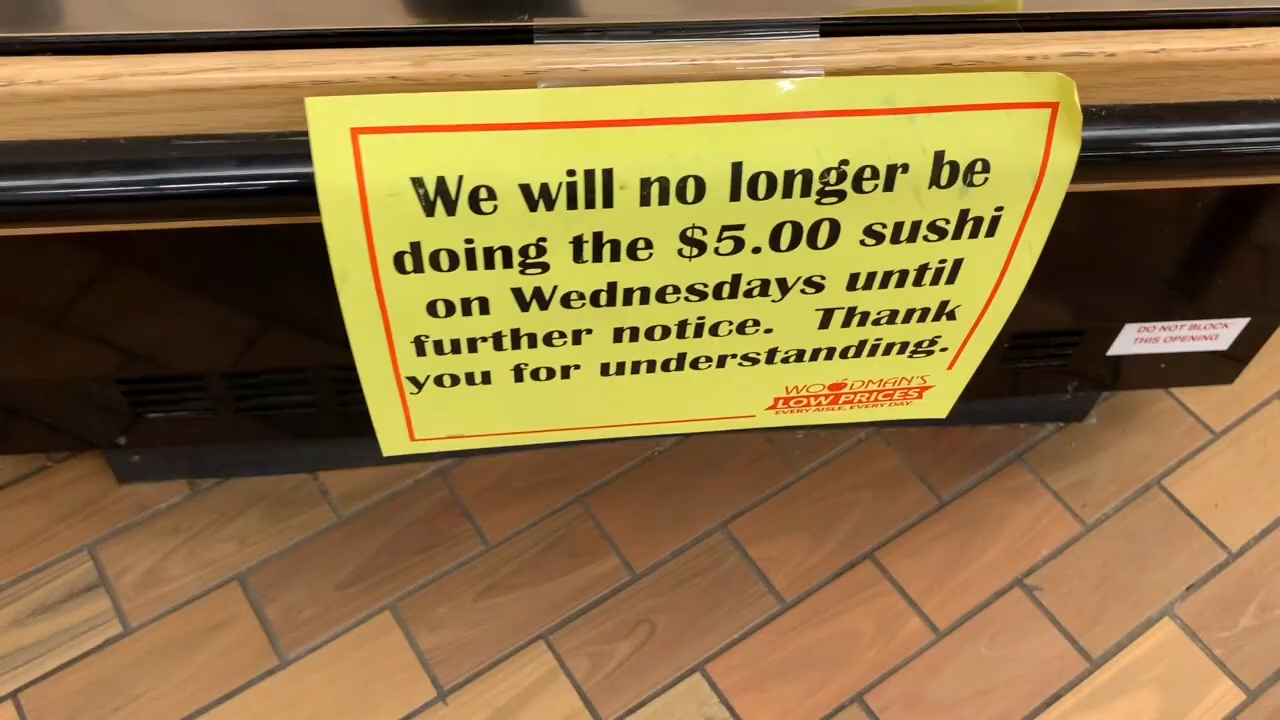 We will no longer be
doing the $5.00 sushi
on Wednesdays until
further notice. Thank
you for understanding.
WOODMAN'S
LOW PRICES
EVERY AISLE, EVERY DAY.
DO NOT BLOCK
THIS OPENING